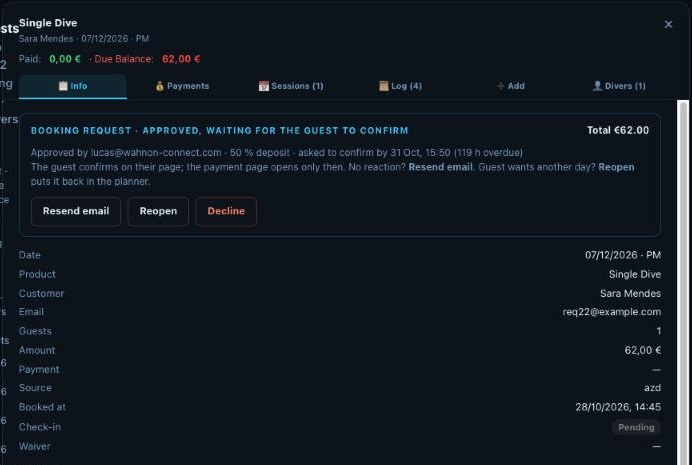 Single Dive
Sara Mendes · 07/12/2026 · PM
Paid: 0,00 € · Due Balance: 62,00 €
Info Payments Sessions (1) Log (4) Add Divers (1)
BOOKING REQUEST · APPROVED, WAITING FOR THE GUEST TO CONFIRM Total €62.00
Approved by lucas@wahnon-connect.com · 50 % deposit · asked to confirm by 31 Oct, 15:50 (119 h overdue)
The guest confirms on their page; the payment page opens only then. No reaction? Resend email. Guest wants another day? Reopen
puts it back in the planner.
Resend email Reopen Decline
Date 07/12/2026 · PM
Product Single Dive
Customer Sara Mendes
Email req22@example.com
Guests 1
Amount 62,00 €
Payment —
Source azd
Booked at 28/10/2026, 14:45
Check-in Pending
Waiver —